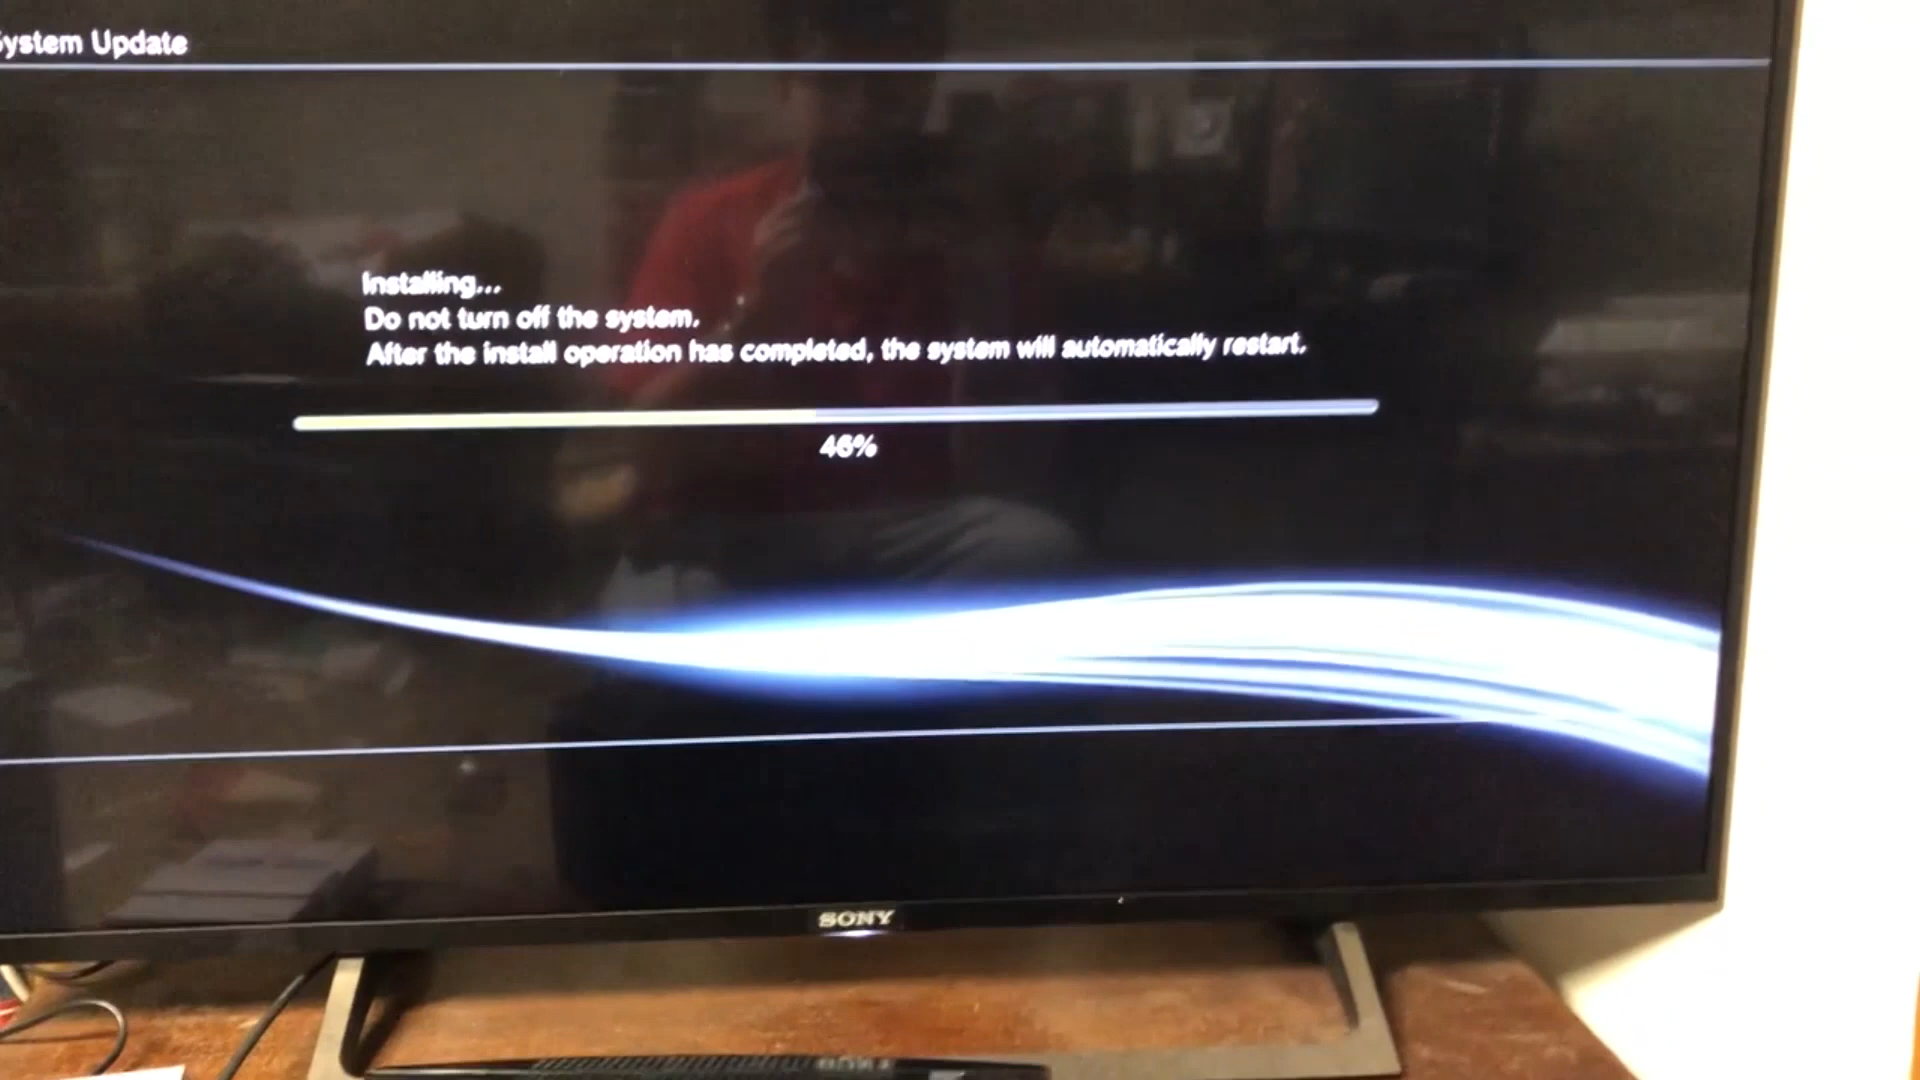 System Update
Installing...
Do not turn off the system.
After the install operation has completed, the system will automatically restart.
46%
SONY